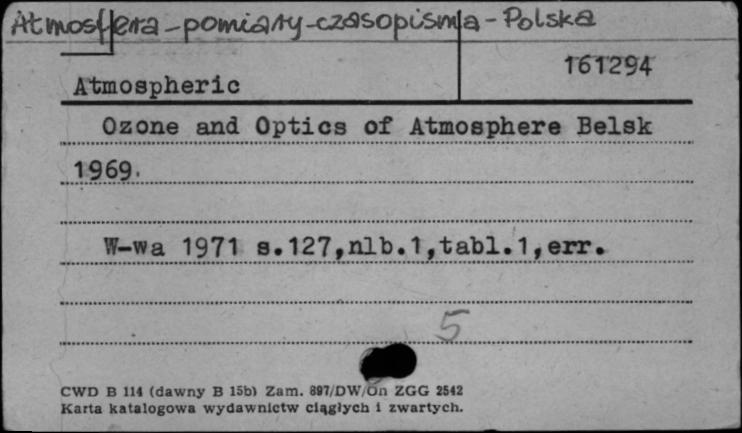 Atmosfera - pomiary - czasopisma - Polska
161294
Atmospheric
Ozone and Optics of Atmosphere Belsk
1969.
W-wa 1971 s.127,nlb.1,tabl.1,err.
5
CWD B 114 (dawny B 15b) Zam. 897/DW/On ZGG 2542
Karta katalogowa wydawnictw ciągłych i zwartych.